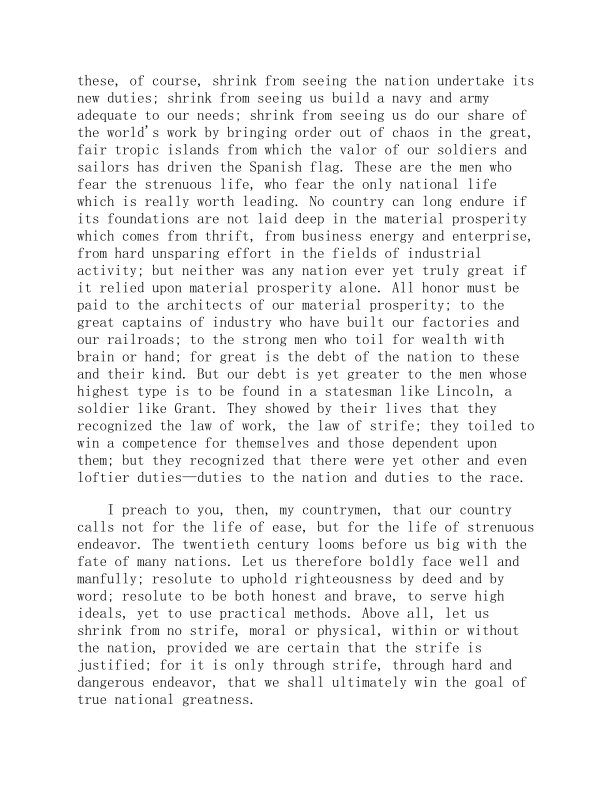 these, of course, shrink from seeing the nation undertake its
new duties; shrink from seeing us build a navy and army
adequate to our needs; shrink from seeing us do our share of
the world's work by bringing order out of chaos in the great,
fair tropic islands from which the valor of our soldiers and
sailors has driven the Spanish flag. These are the men who
fear the strenuous life, who fear the only national life
which is really worth leading. No country can long endure if
its foundations are not laid deep in the material prosperity
which comes from thrift, from business energy and enterprise,
from hard unsparing effort in the fields of industrial
activity; but neither was any nation ever yet truly great if
it relied upon material prosperity alone. All honor must be
paid to the architects of our material prosperity; to the
great captains of industry who have built our factories and
our railroads; to the strong men who toil for wealth with
brain or hand; for great is the debt of the nation to these
and their kind. But our debt is yet greater to the men whose
highest type is to be found in a statesman like Lincoln, a
soldier like Grant. They showed by their lives that they
recognized the law of work, the law of strife; they toiled to
win a competence for themselves and those dependent upon
them; but they recognized that there were yet other and even
loftier duties—duties to the nation and duties to the race.
I preach to you, then, my countrymen, that our country
calls not for the life of ease, but for the life of strenuous
endeavor. The twentieth century looms before us big with the
fate of many nations. Let us therefore boldly face well and
manfully; resolute to uphold righteousness by deed and by
word; resolute to be both honest and brave, to serve high
ideals, yet to use practical methods. Above all, let us
shrink from no strife, moral or physical, within or without
the nation, provided we are certain that the strife is
justified; for it is only through strife, through hard and
dangerous endeavor, that we shall ultimately win the goal of
true national greatness.